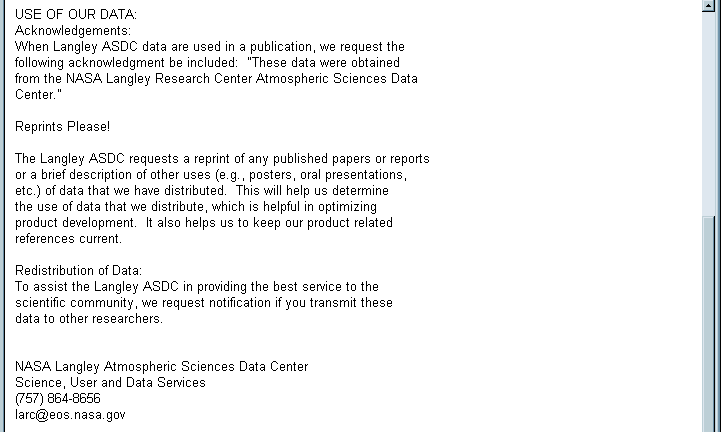 USE OF OUR DATA:
Acknowledgements:
When Langley ASDC data are used in a publication, we request the
following acknowledgment be included:  "These data were obtained
from the NASA Langley Research Center Atmospheric Sciences Data
Center."
Reprints Please!
The Langley ASDC requests a reprint of any published papers or reports
or a brief description of other uses (e.g., posters, oral presentations,
etc.) of data that we have distributed.  This will help us determine
the use of data that we distribute, which is helpful in optimizing
product development.  It also helps us to keep our product related
references current.
Redistribution of Data:
To assist the Langley ASDC in providing the best service to the
scientific community, we request notification if you transmit these
data to other researchers.
NASA Langley Atmospheric Sciences Data Center
Science, User and Data Services
(757) 864-8656
larc@eos.nasa.gov